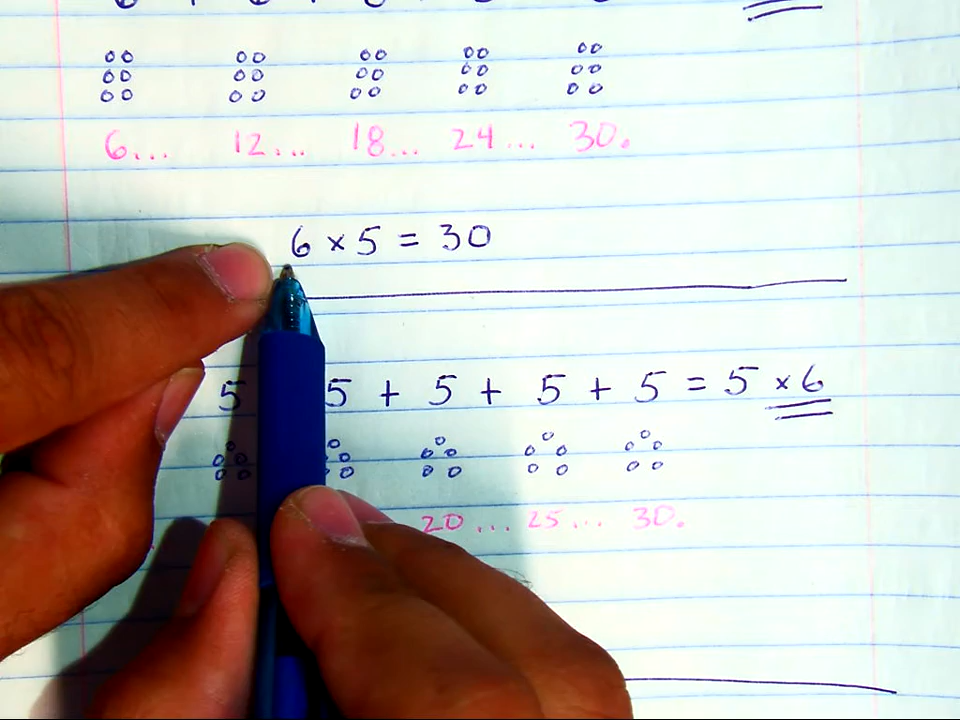 6... 12... 18... 24... 30.
6 × 5 = 30
5 5 + 5 + 5 + 5 = 5 × 6
20 ... 25 ... 30.